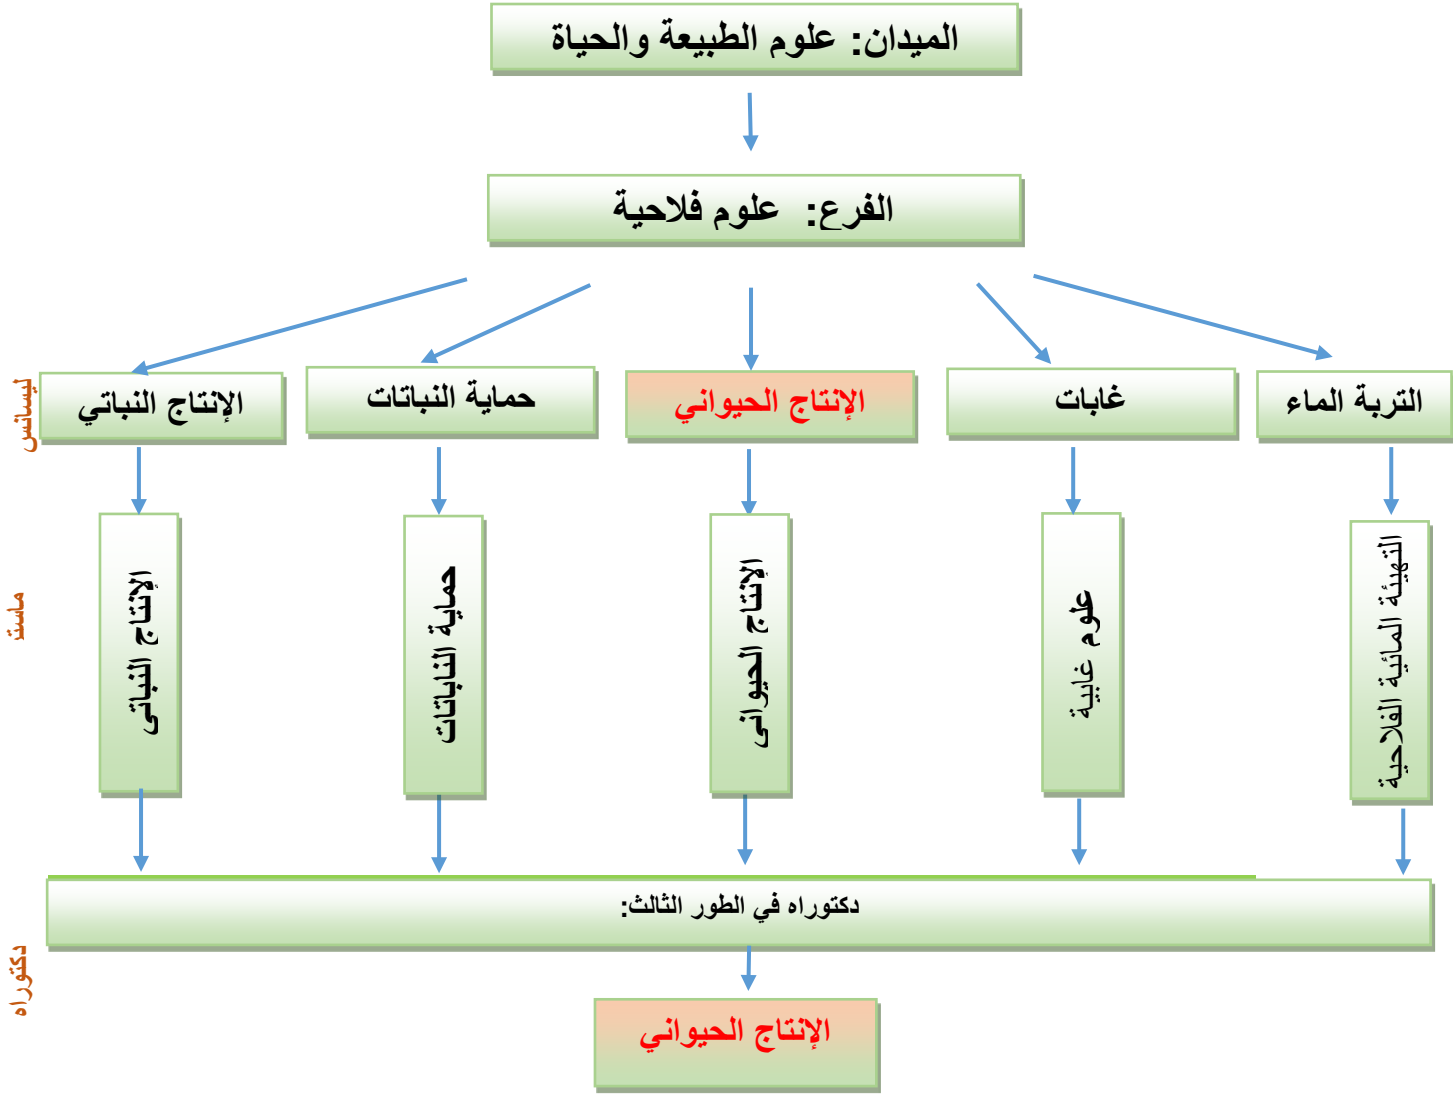 الميدان: علوم الطبيعة والحياة
الفرع: علوم فلاحية
ليسانس
التربة الماء
غابات
الإنتاج الحيواني
حماية النباتات
الإنتاج النباتي
ماستر
التهيئة المائية الفلاحية
علوم غابية
الإنتاج الحيواني
حماية الناباتات
الإنتاج النباتي
دكتوراه
دكتوراه في الطور الثالث:
الإنتاج الحيواني